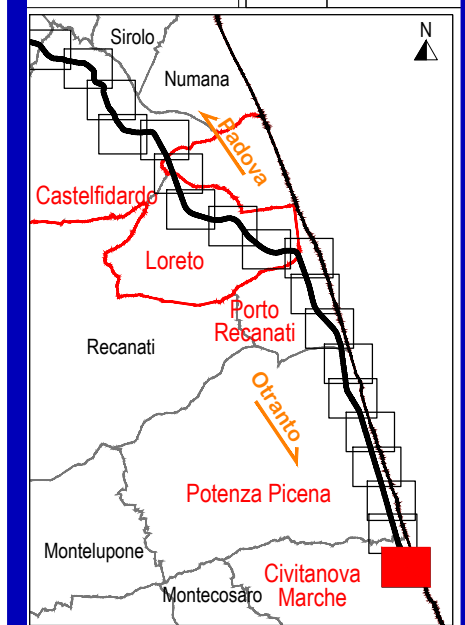 Sirolo
N
Numana
Padova
Castelfidardo
Loreto
Porto
Recanati
Recanati
Otranto
Potenza Picena
Montelupone
Civitanova
Marche
Montecosaro